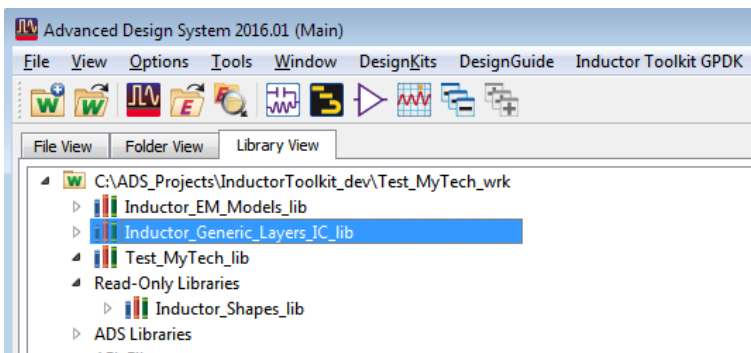 Advanced Design System 2016.01 (Main)
File View Options Tools Window DesignKits DesignGuide Inductor Toolkit GPDK
File View Folder View Library View
C:\ADS_Projects\InductorToolkit_dev\Test_MyTech_wrk
Inductor_EM_Models_lib
Inductor_Generic_Layers_IC_lib
Test_MyTech_lib
Read-Only Libraries
Inductor_Shapes_lib
ADS Libraries